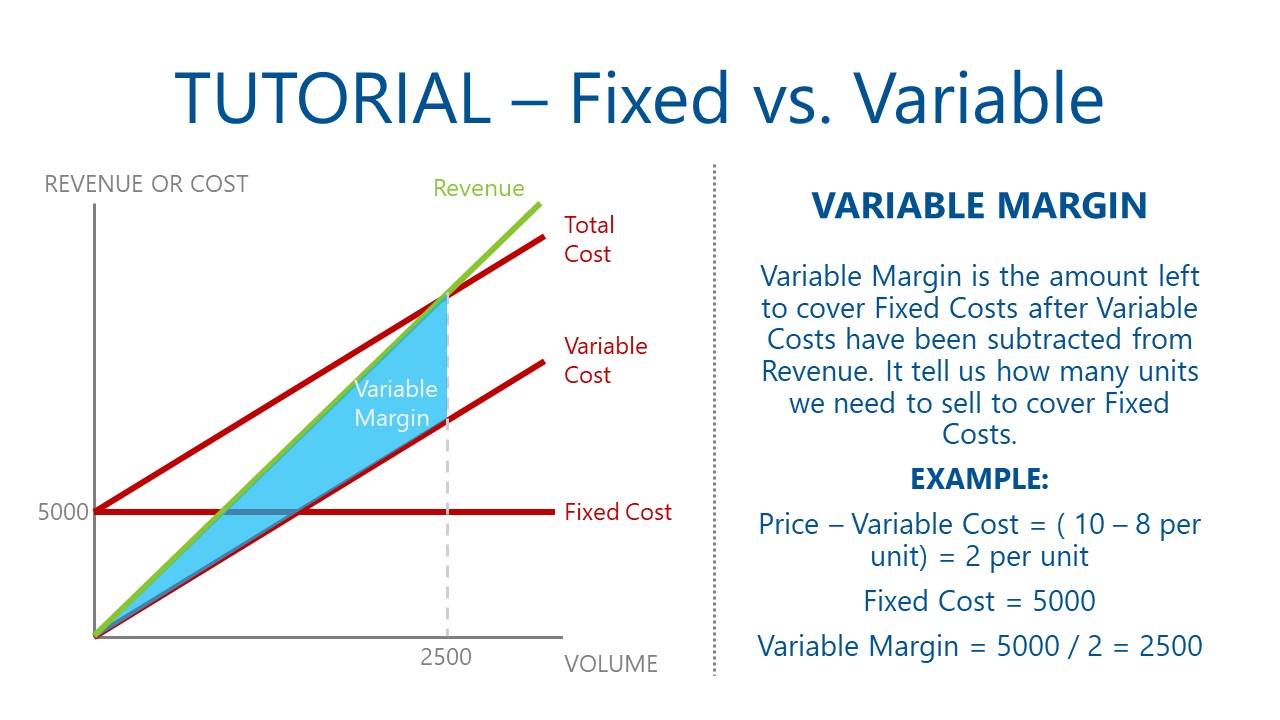 TUTORIAL – Fixed vs. Variable
REVENUE OR COST
Revenue
Total
Cost
Variable
Cost
Variable
Margin
5000
Fixed Cost
2500
VOLUME
VARIABLE MARGIN
Variable Margin is the amount left
to cover Fixed Costs after Variable
Costs have been subtracted from
Revenue. It tell us how many units
we need to sell to cover Fixed
Costs.
EXAMPLE:
Price – Variable Cost = ( 10 – 8 per
unit) = 2 per unit
Fixed Cost = 5000
Variable Margin = 5000 / 2 = 2500